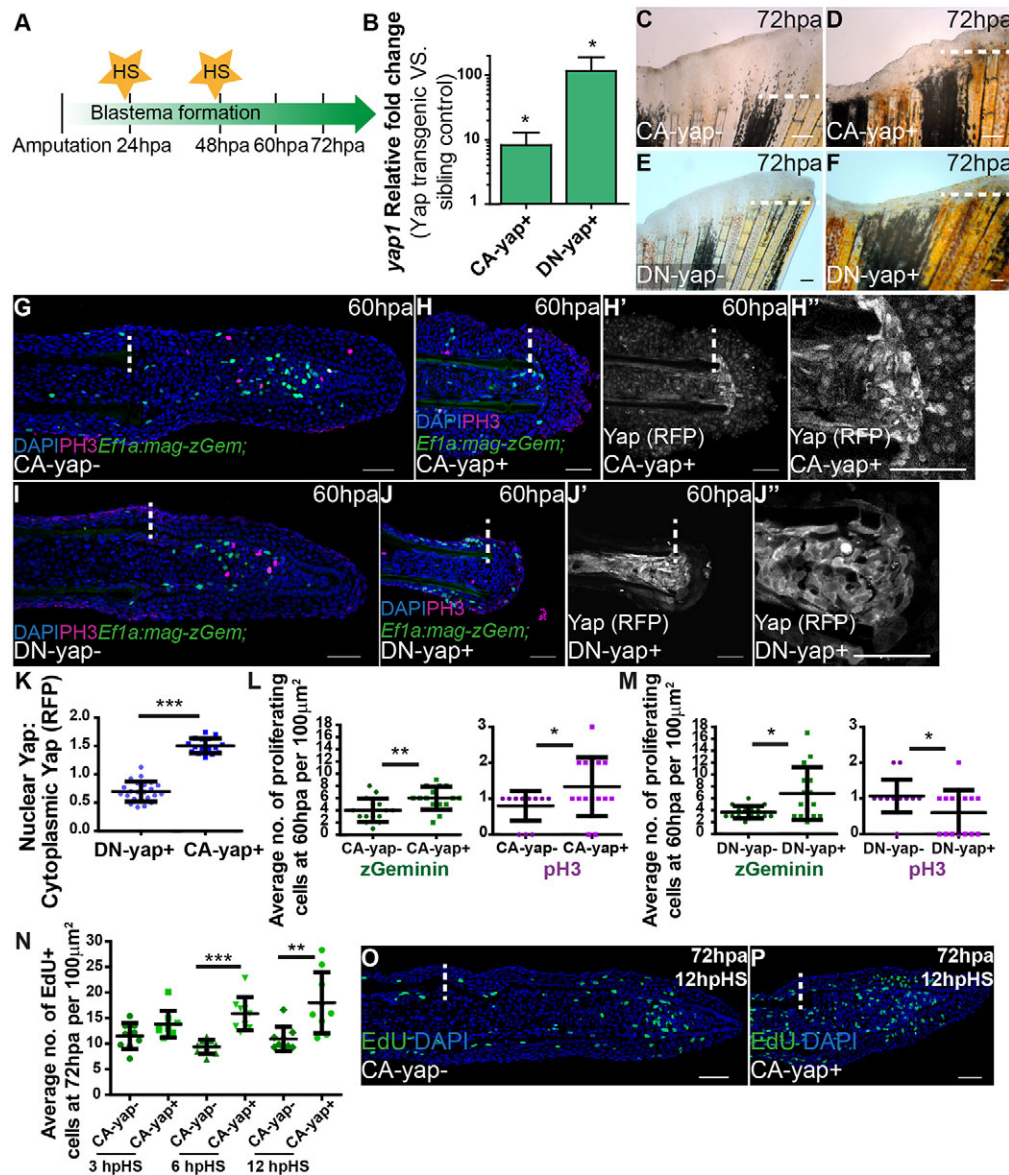 A
HS
HS
Blastema formation
Amputation 24hpa 48hpa 60hpa 72hpa
B
yap1 Relative fold change
(Yap transgenic VS.
sibling control)
100
10
1
*
*
CA-yap+
DN-yap+
C
72hpa
CA-yap-
D
72hpa
CA-yap+
E
72hpa
DN-yap-
F
72hpa
DN-yap+
G
60hpa
DAPIPH3Ef1a:mag-zGem;
CA-yap-
H
60hpa
DAPIPH3
Ef1a:mag-zGem;
CA-yap+
H'
60hpa
Yap (RFP)
CA-yap+
H"
Yap (RFP)
CA-yap+
I
60hpa
DAPIPH3Ef1a:mag-zGem;
DN-yap-
J
60hpa
DAPIPH3
Ef1a:mag-zGem;
DN-yap+
J'
60hpa
Yap (RFP)
DN-yap+
J"
Yap (RFP)
DN-yap+
K
Nuclear Yap:
Cytoplasmic Yap (RFP)
2.0
1.5
1.0
0.5
0.0
***
DN-yap+ CA-yap+
L
Average no. of proliferating
cells at 60hpa per 100µm²
18
16
14
12
10
8
6
4
2
0
**
CA-yap- CA-yap+
zGeminin
3
2
1
0
*
CA-yap- CA-yap+
pH3
M
Average no. of proliferating
cells at 60hpa per 100µm²
18
16
14
12
10
8
6
4
2
0
*
DN-yap- DN-yap+
zGeminin
3
2
1
0
*
DN-yap- DN-yap+
pH3
N
Average no. of EdU+
cells at 72hpa per 100µm²
30
25
20
15
10
5
0
***
**
CA-yap- CA-yap+ CA-yap- CA-yap+ CA-yap- CA-yap+
3 hpHS 6 hpHS 12 hpHS
O
72hpa
12hpHS
EdU DAPI
CA-yap-
P
72hpa
12hpHS
EdU DAPI
CA-yap+